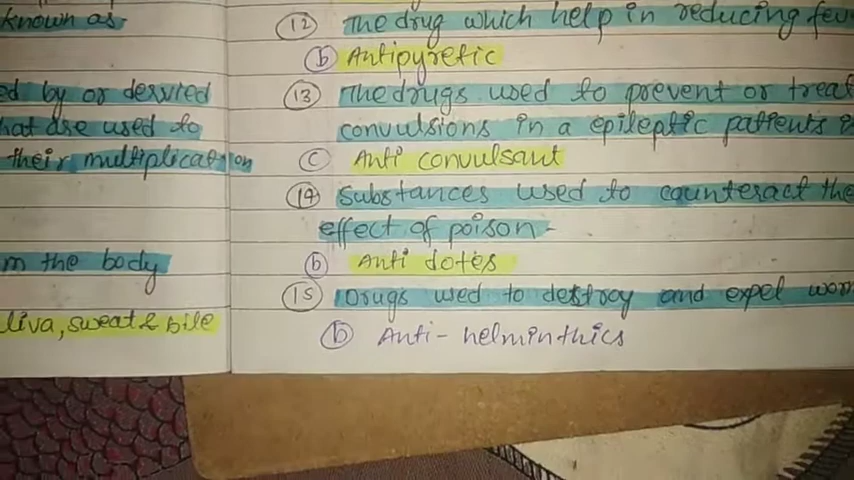 known as-
ed by or desrvied
hat are used to
their multiplication
m the body
liva, sweat & bile
12 The drug which help in reducing fev
b Antipyretic
13 The drugs used to prevent or treat
convulsions in a epileptic patients is
c Anti convulsant
14 Substances used to counteract the
effect of poison-
b Anti dotes
15 Drugs used to destroy and expel wor
b Anti-helminthics